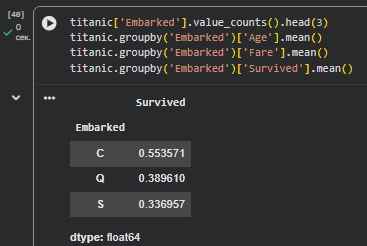 [40]
0
сек.
titanic['Embarked'].value_counts().head(3)
titanic.groupby('Embarked')['Age'].mean()
titanic.groupby('Embarked')['Fare'].mean()
titanic.groupby('Embarked')['Survived'].mean()
Survived
Embarked
C 0.553571
Q 0.389610
S 0.336957
dtype: float64